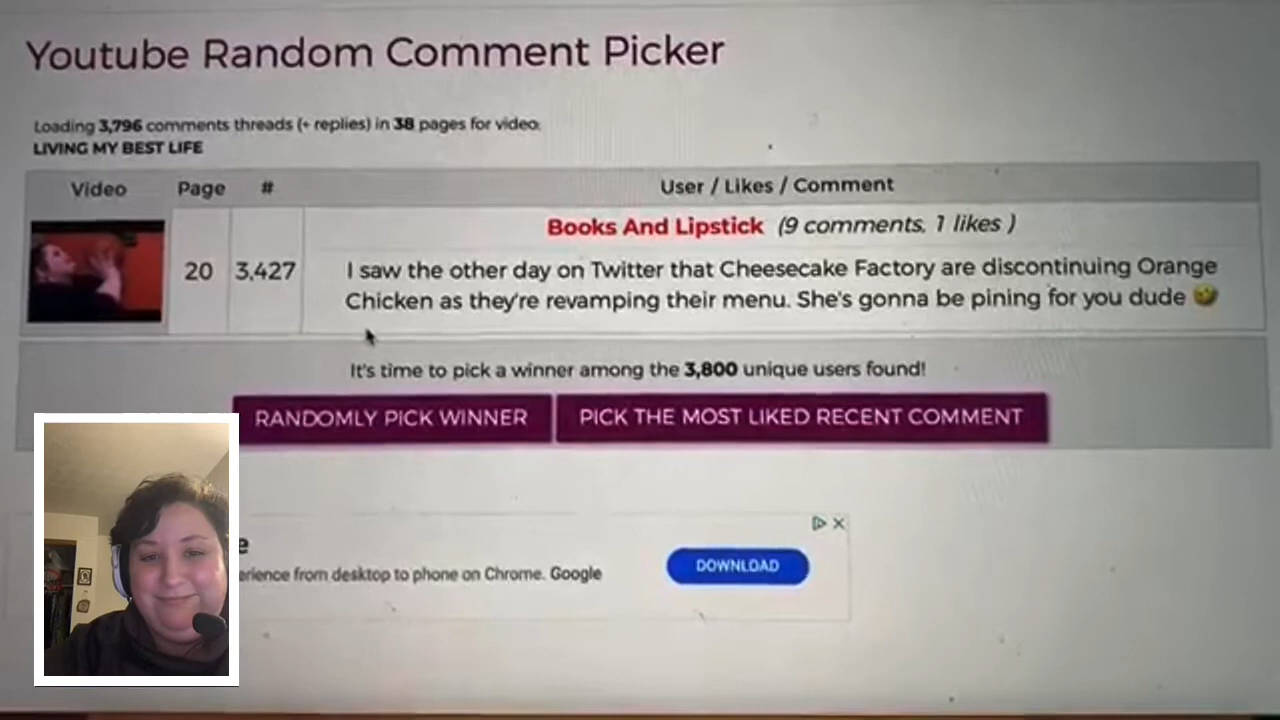 Youtube Random Comment Picker
Loading 3,796 comments threads (+ replies) in 38 pages for video:
LIVING MY BEST LIFE
Video Page # User / Likes / Comment
Books And Lipstick (9 comments, 1 likes )
20 3,427 I saw the other day on Twitter that Cheesecake Factory are discontinuing Orange
Chicken as they're revamping their menu. She's gonna be pining for you dude 🤣
It's time to pick a winner among the 3,800 unique users found!
RANDOMLY PICK WINNER PICK THE MOST LIKED RECENT COMMENT
e
erience from desktop to phone on Chrome. Google
DOWNLOAD